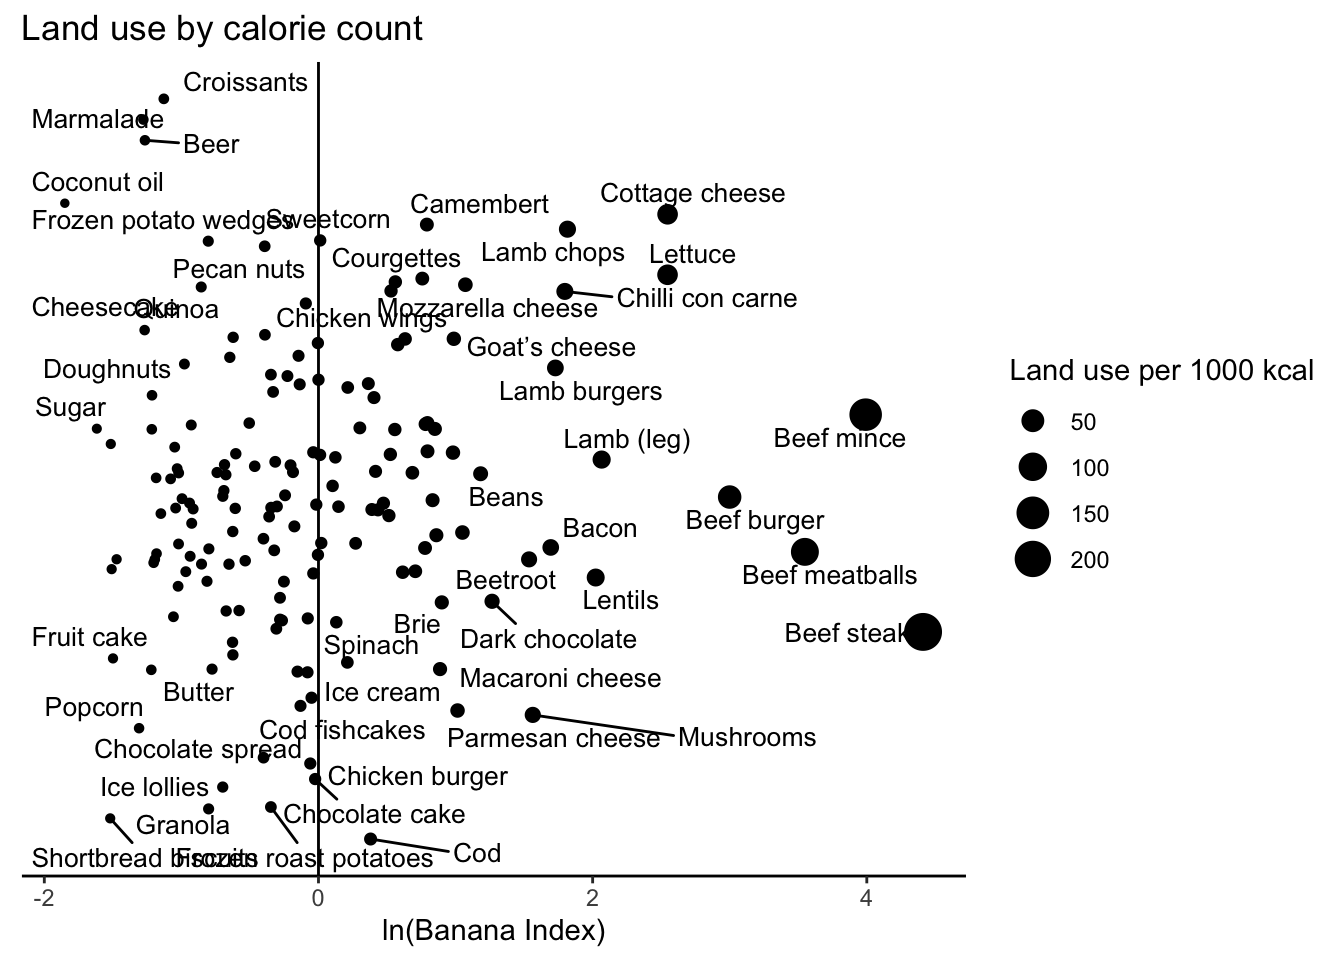 Land use by calorie count
Croissants
Marmalade
Beer
Coconut oil
Cottage cheese
Camembert
Frozen potato wedges
Sweetcorn
Lamb chops
Lettuce
Courgettes
Pecan nuts
Chilli con carne
Cheesecake
Quinoa
Mozzarella cheese
Chicken wings
Goat's cheese
Doughnuts
Lamb burgers
Sugar
Lamb (leg)
Beef mince
Beans
Beef burger
Bacon
Beetroot
Beef meatballs
Lentils
Brie
Beef steak
Fruit cake
Dark chocolate
Spinach
Macaroni cheese
Butter
Ice cream
Popcorn
Cod fishcakes
Parmesan cheese
Mushrooms
Chocolate spread
Chicken burger
Ice lollies
Chocolate cake
Granola
Cod
Shortbread biscuits
Frozen roast potatoes
-2
0
2
4
ln(Banana Index)
Land use per 1000 kcal
50
100
150
200